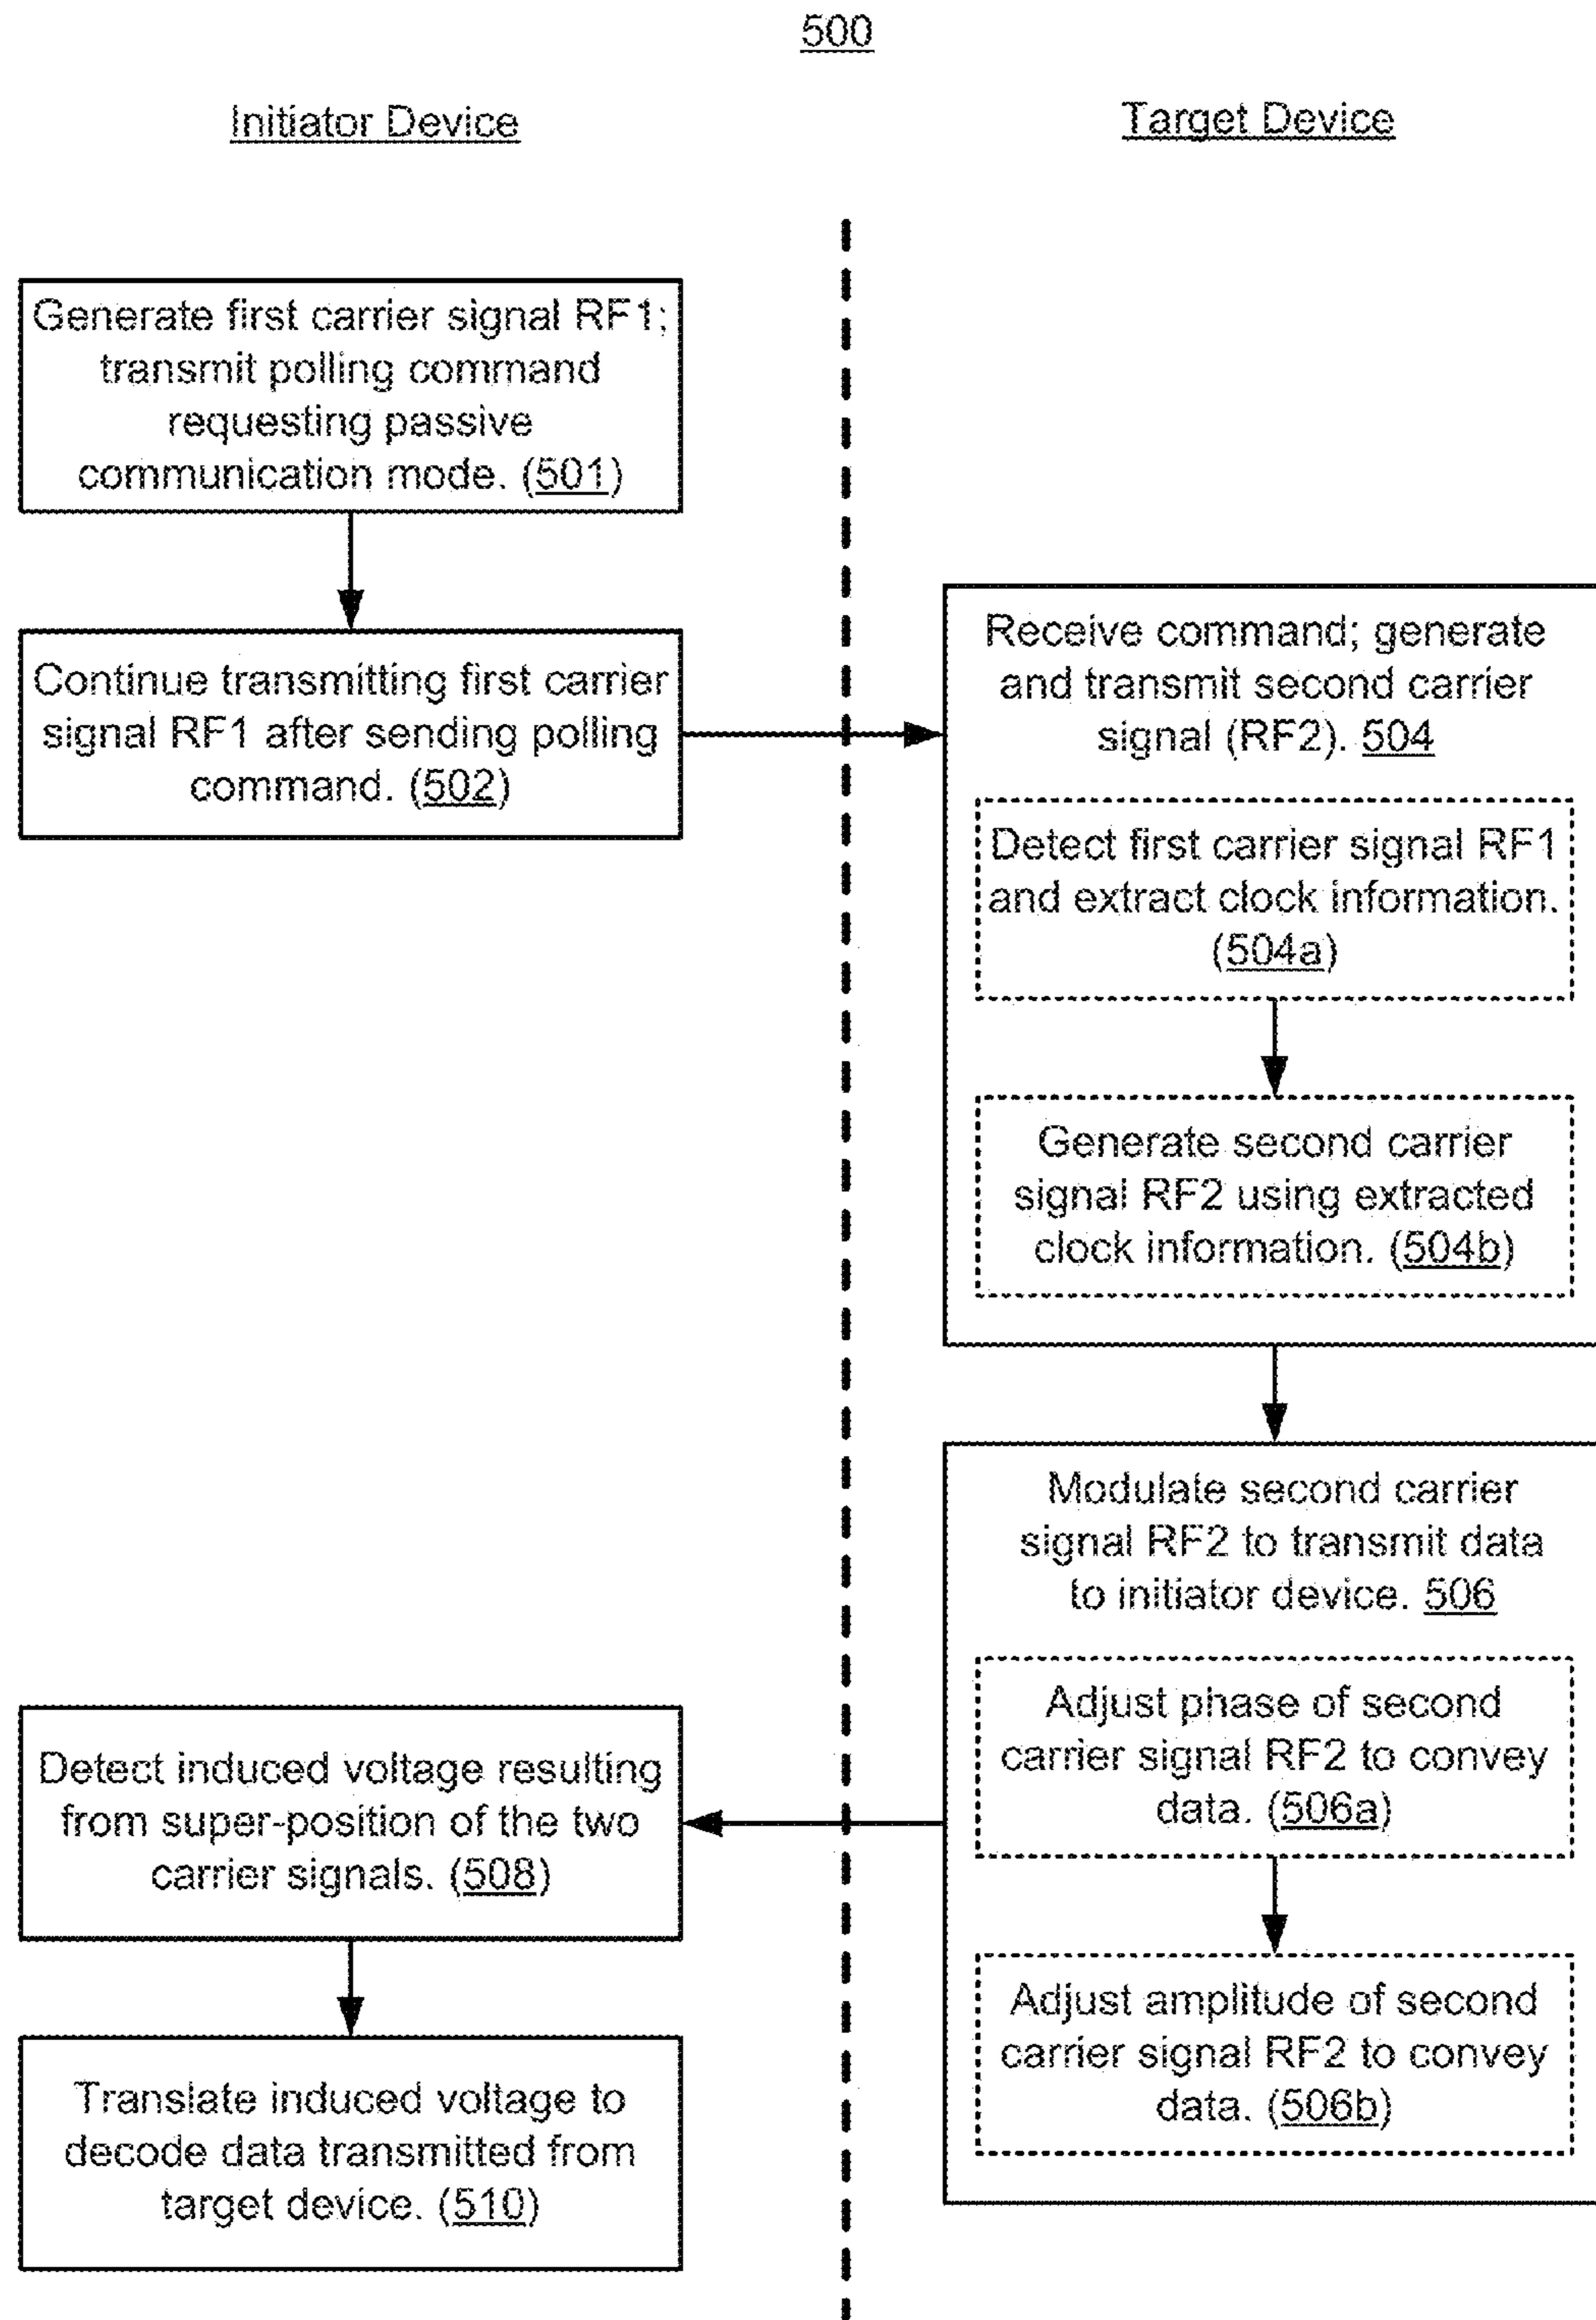 500
Initiator Device
Target Device
Generate first carrier signal RF1;
transmit polling command
requesting passive
communication mode. (501)
Continue transmitting first carrier
signal RF1 after sending polling
command. (502)
Receive command; generate
and transmit second carrier
signal (RF2). 504
Detect first carrier signal RF1
and extract clock information.
(504a)
Generate second carrier
signal RF2 using extracted
clock information. (504b)
Modulate second carrier
signal RF2 to transmit data
to initiator device. 506
Adjust phase of second
carrier signal RF2 to convey
data. (506a)
Adjust amplitude of second
carrier signal RF2 to convey
data. (506b)
Detect induced voltage resulting
from super-position of the two
carrier signals. (508)
Translate induced voltage to
decode data transmitted from
target device. (510)